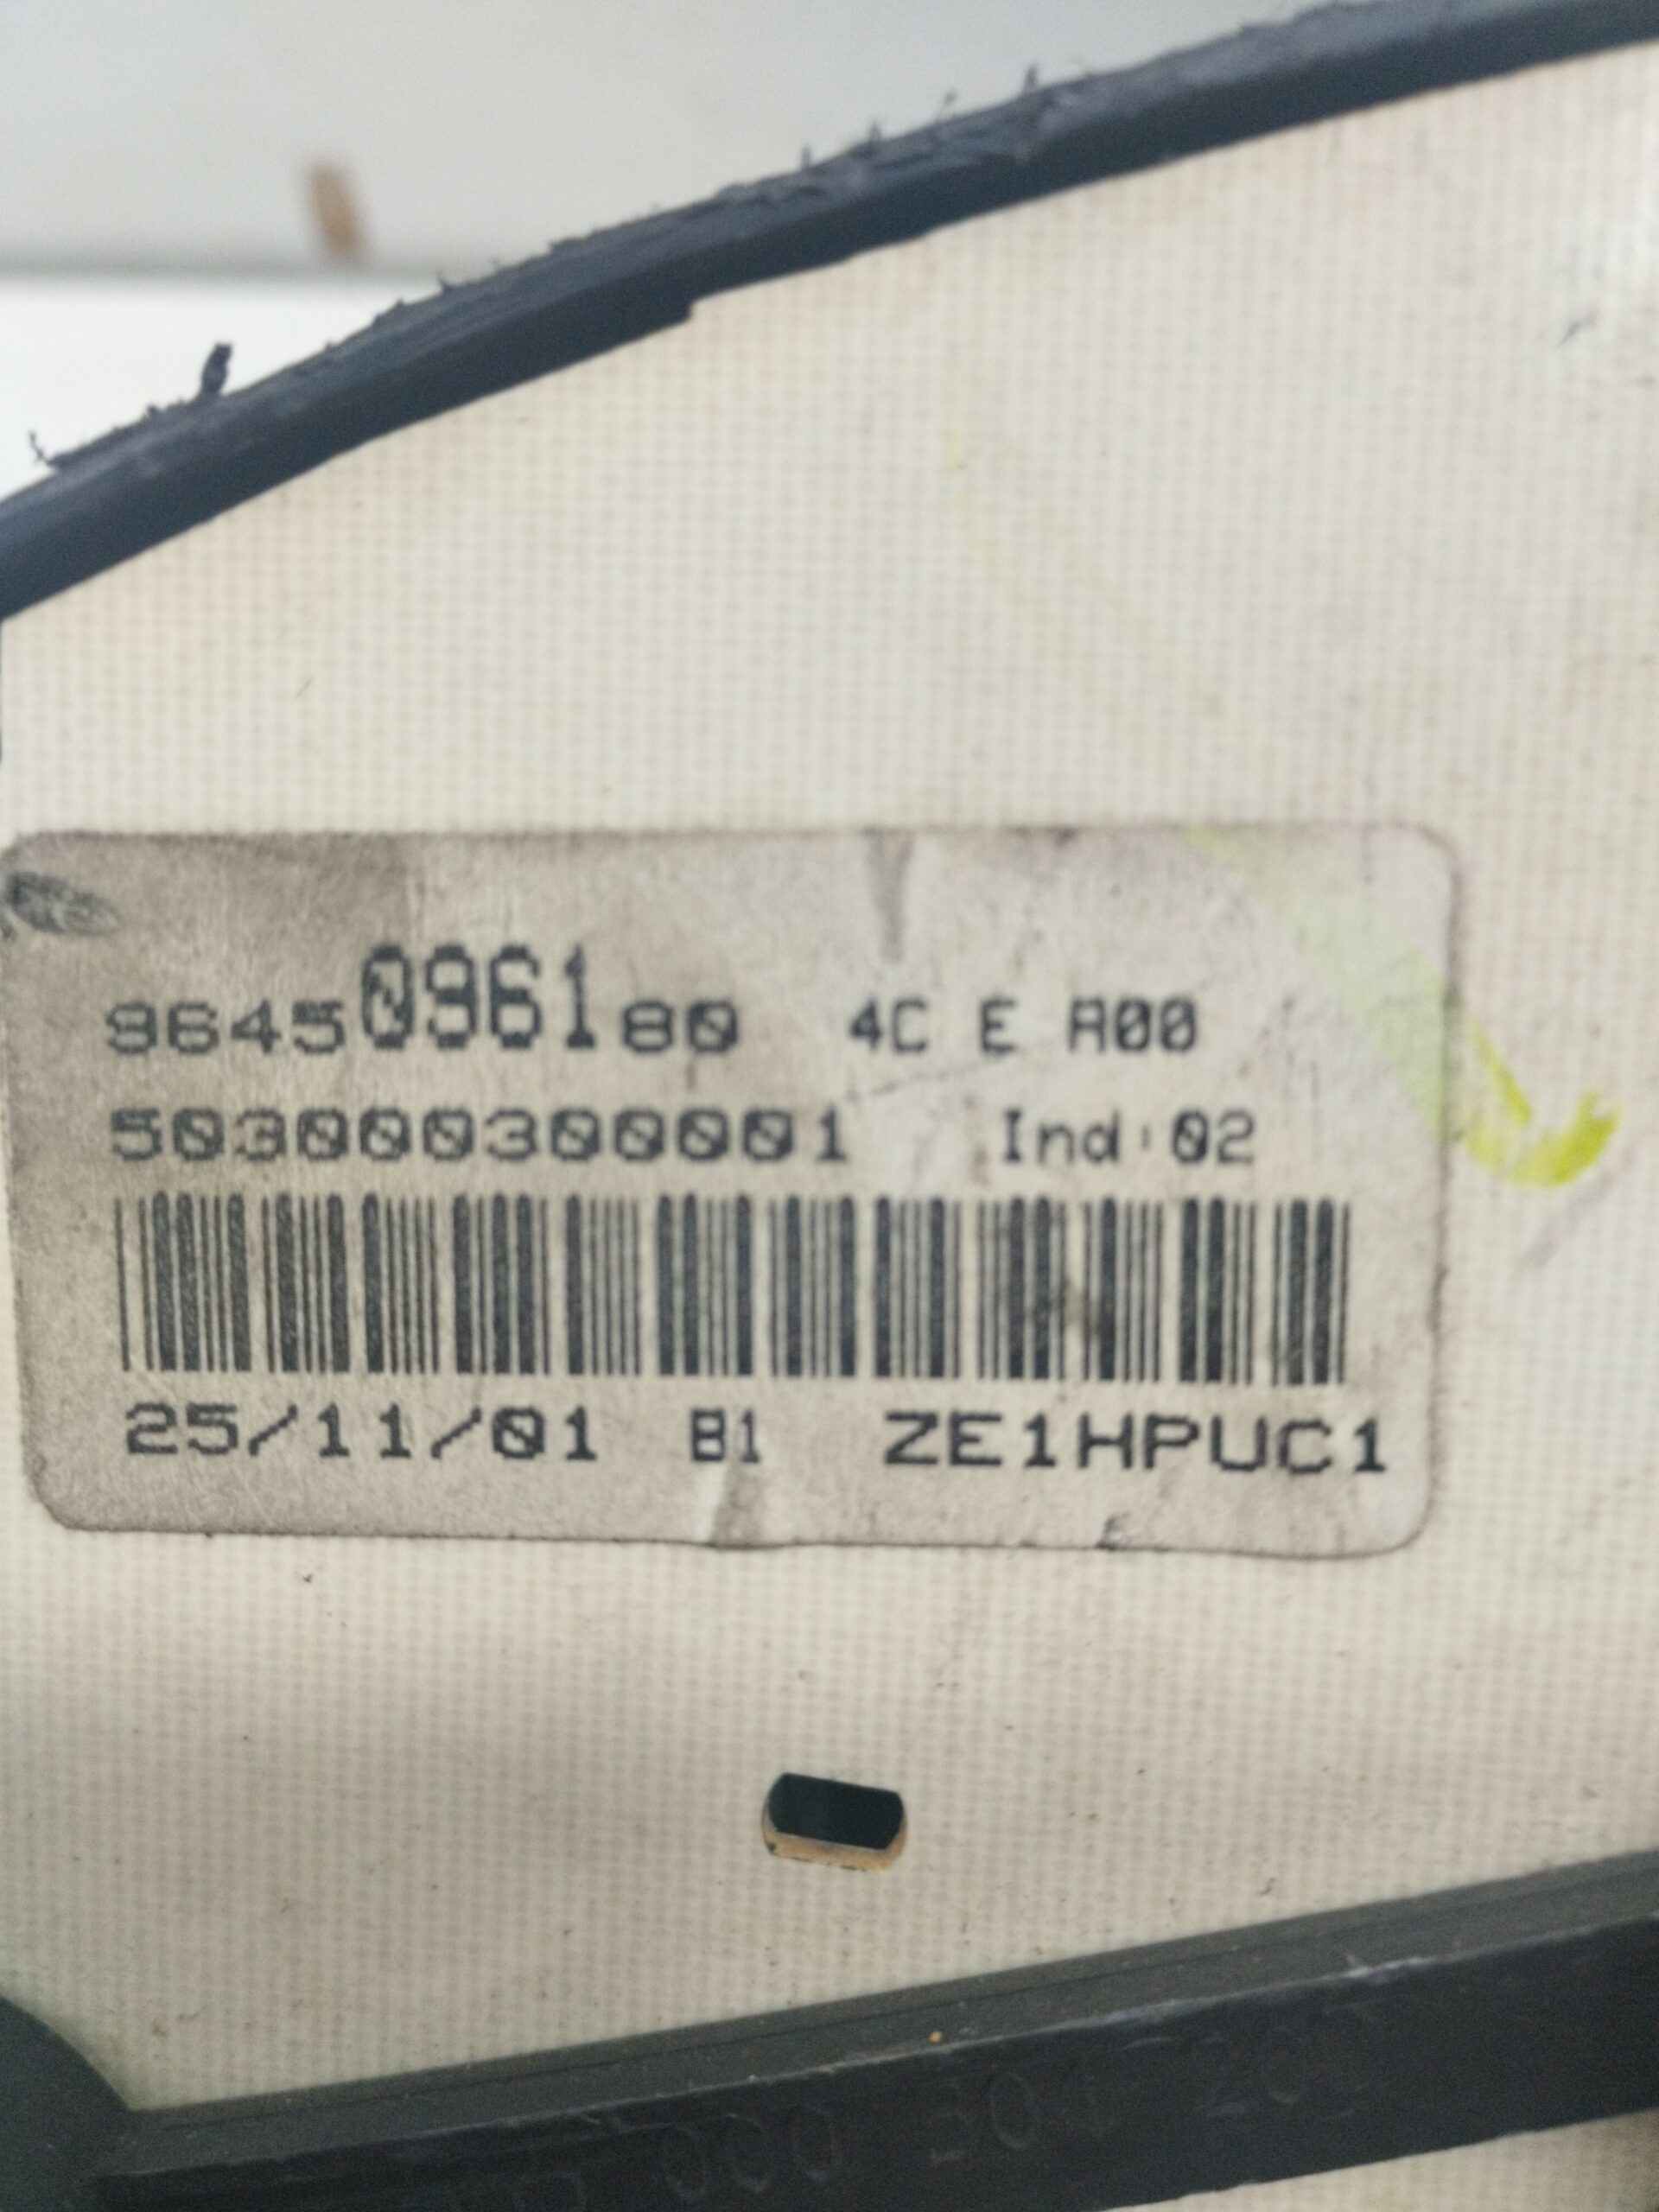 9645096180 4C E A00
503000300001 Ind:02
25/11/01 B1 ZE1HPUC1